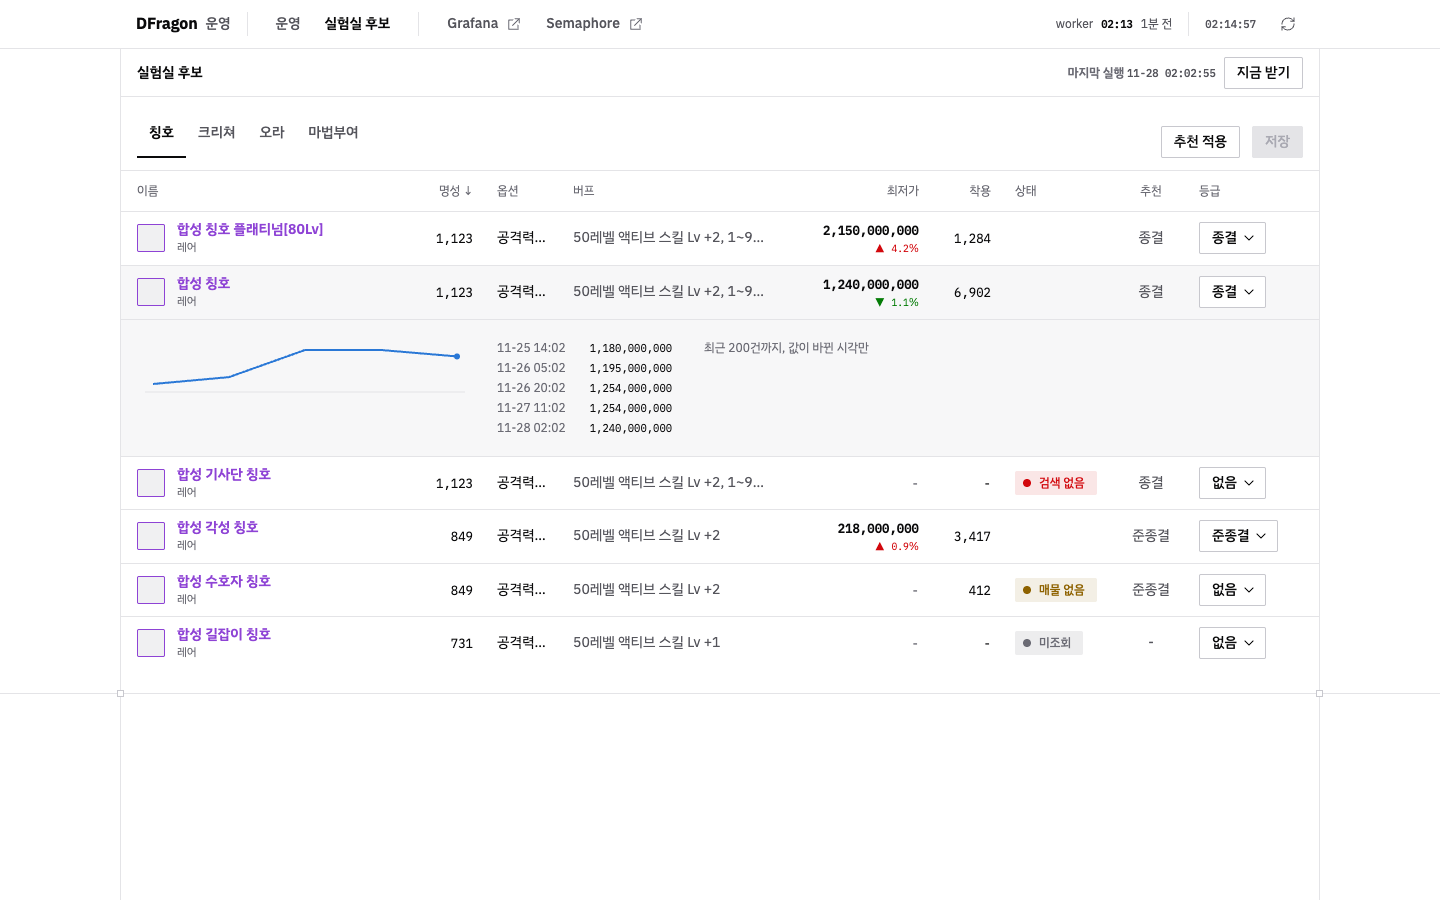 DFragon 운영 운영 실험실 후보 Grafana Semaphore worker 02:13 1분 전 02:14:57
실험실 후보 마지막 실행 11-28 02:02:55 지금 받기
칭호 크리쳐 오라 마법부여 추천 적용 저장
이름 명성 ↓ 옵션 버프 최저가 착용 상태 추천 등급
합성 칭호 플래티넘[80Lv]
레어
1,123 공격력... 50레벨 액티브 스킬 Lv +2, 1~9... 2,150,000,000
▲ 4.2%
1,284 종결 종결
합성 칭호
레어
1,123 공격력... 50레벨 액티브 스킬 Lv +2, 1~9... 1,240,000,000
▼ 1.1%
6,902 종결 종결
11-25 14:02 1,180,000,000 최근 200건까지, 값이 바뀐 시각만
11-26 05:02 1,195,000,000
11-26 20:02 1,254,000,000
11-27 11:02 1,254,000,000
11-28 02:02 1,240,000,000
합성 기사단 칭호
레어
1,123 공격력... 50레벨 액티브 스킬 Lv +2, 1~9... - - 검색 없음 종결 없음
합성 각성 칭호
레어
849 공격력... 50레벨 액티브 스킬 Lv +2 218,000,000
▲ 0.9%
3,417 준종결 준종결
합성 수호자 칭호
레어
849 공격력... 50레벨 액티브 스킬 Lv +2 - 412 매물 없음 준종결 없음
합성 길잡이 칭호
레어
731 공격력... 50레벨 액티브 스킬 Lv +1 - - 미조회 - 없음